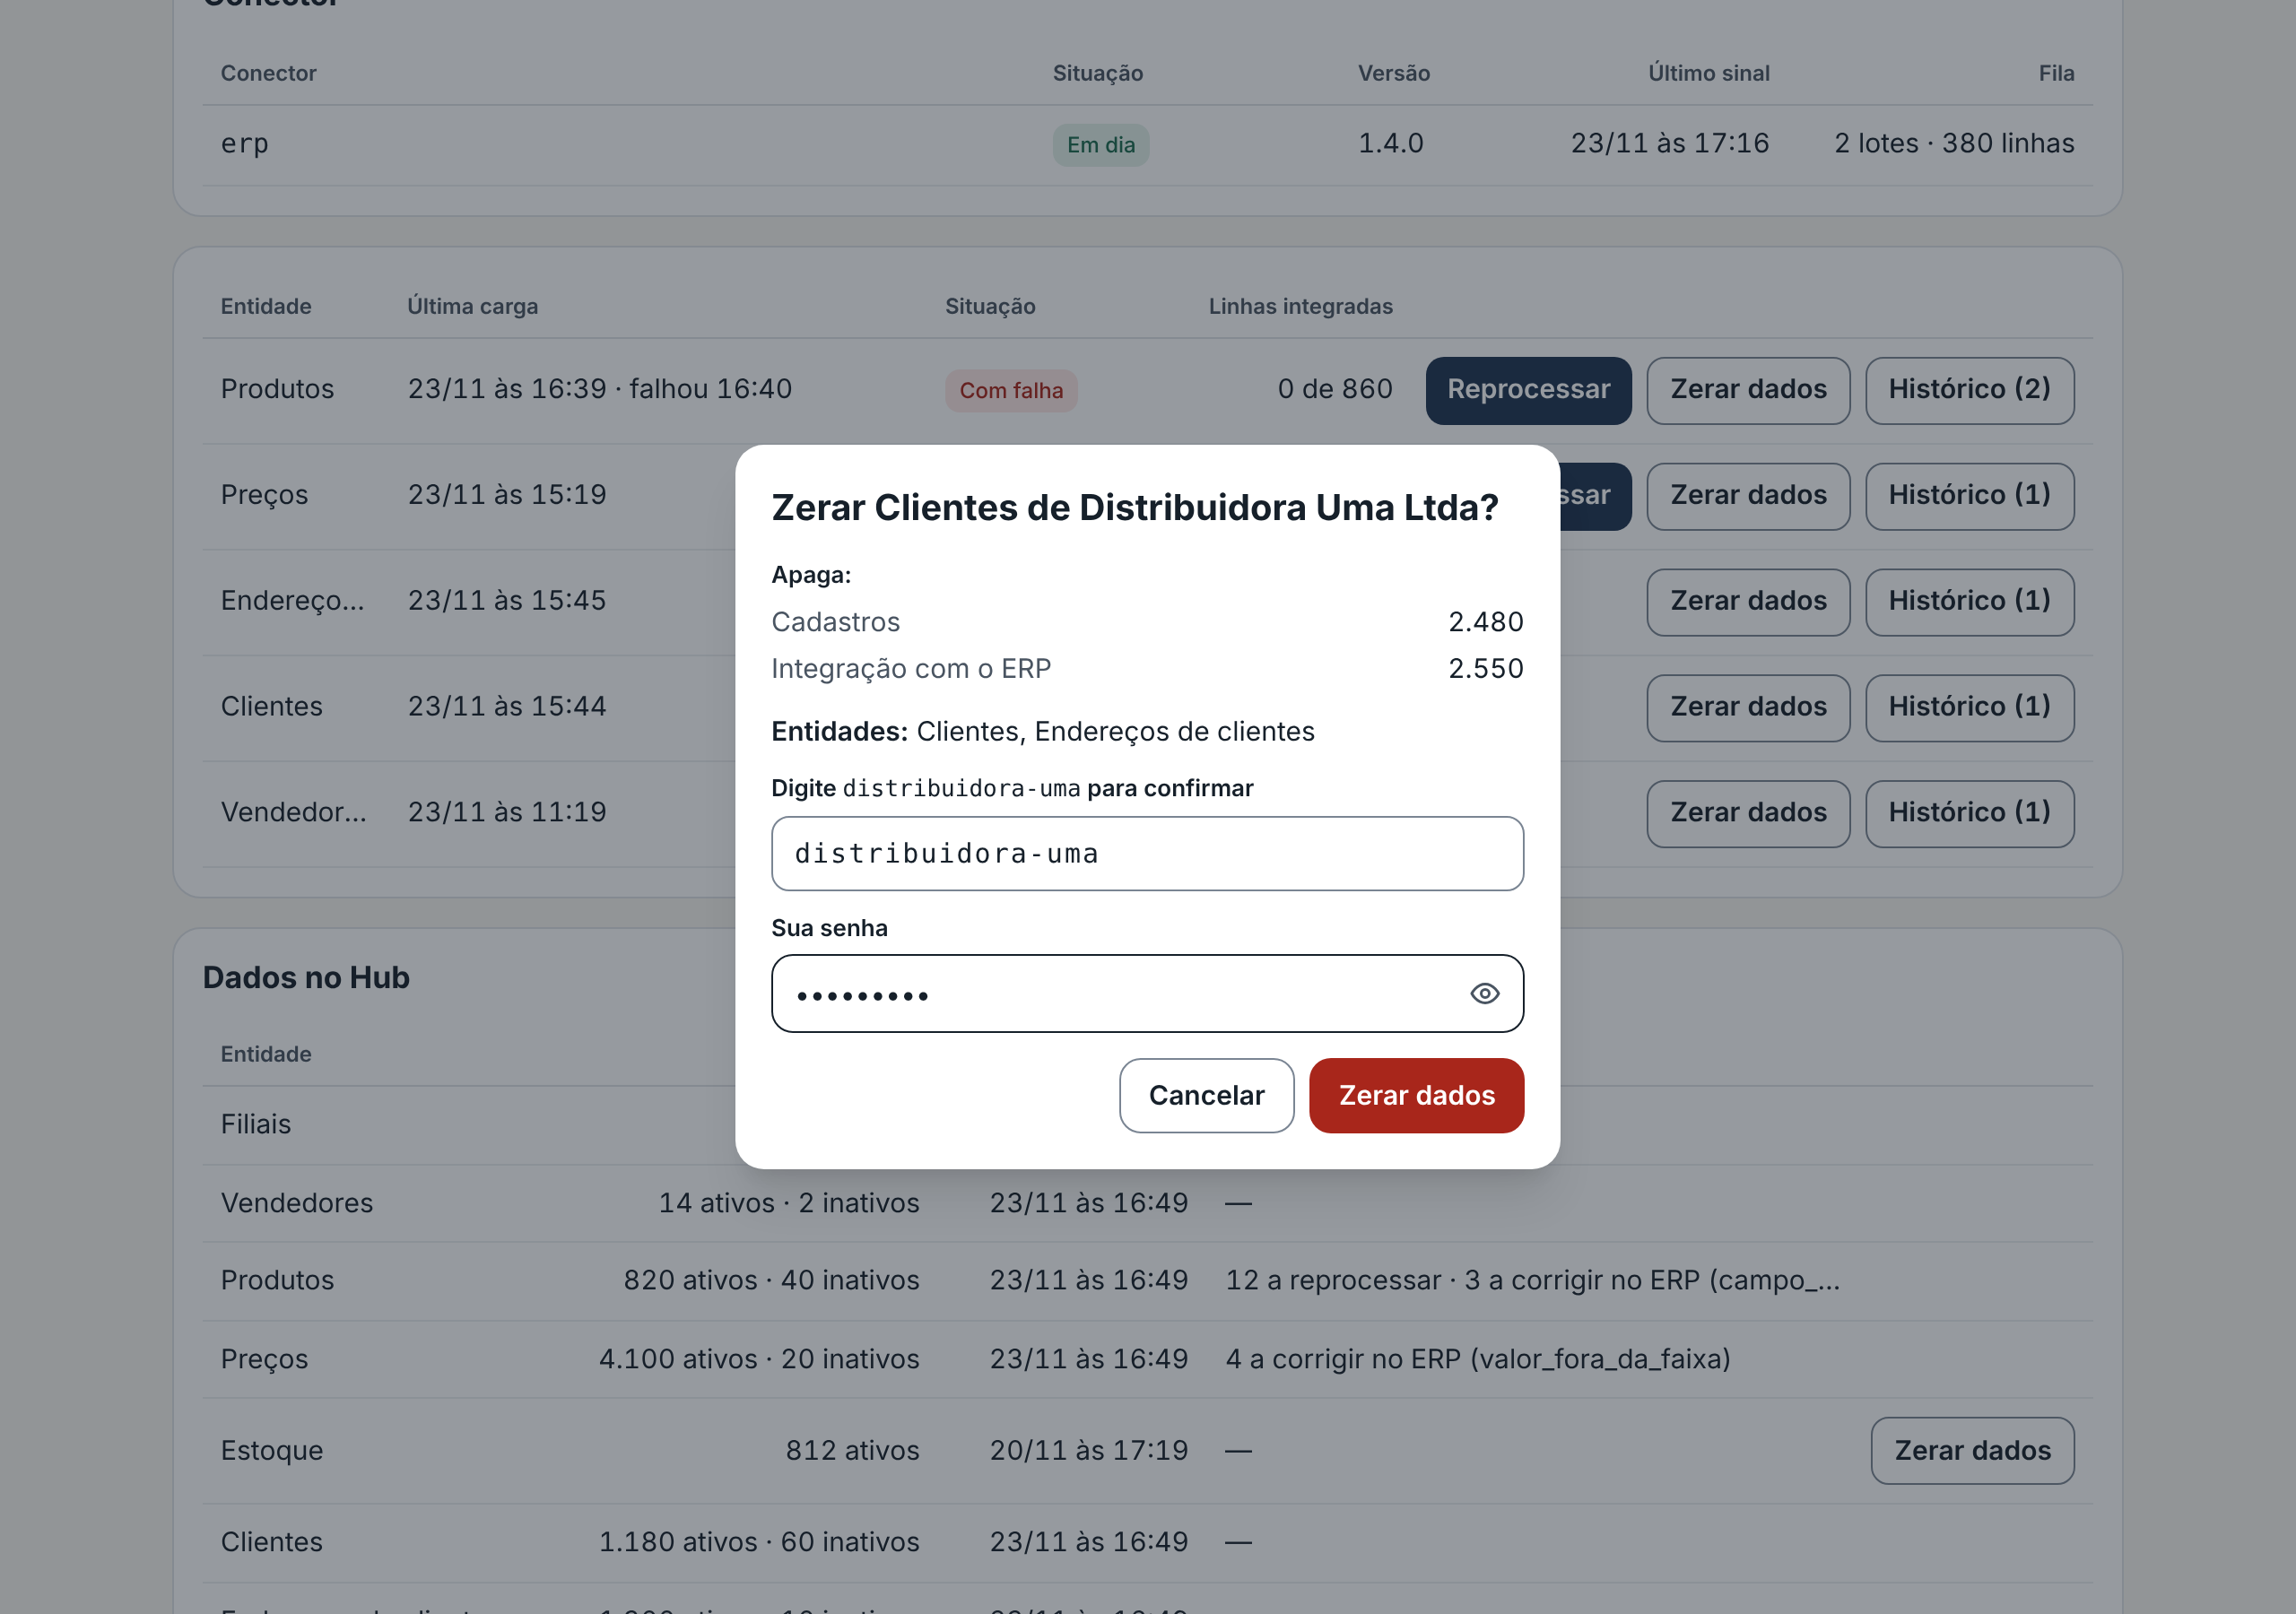 Conector
Conector Situação Versão Último sinal Fila
erp Em dia 1.4.0 23/11 às 17:16 2 lotes · 380 linhas
Entidade Última carga Situação Linhas integradas
Produtos 23/11 às 16:39 · falhou 16:40 Com falha 0 de 860 Reprocessar Zerar dados Histórico (2)
Preços 23/11 às 15:19 ssar Zerar dados Histórico (1)
Endereço... 23/11 às 15:45 Zerar dados Histórico (1)
Clientes 23/11 às 15:44 Zerar dados Histórico (1)
Vendedor... 23/11 às 11:19 Zerar dados Histórico (1)
Zerar Clientes de Distribuidora Uma Ltda?
Apaga:
Cadastros 2.480
Integração com o ERP 2.550
Entidades: Clientes, Endereços de clientes
Digite distribuidora-uma para confirmar
distribuidora-uma
Sua senha
•••••••••
Cancelar Zerar dados
Dados no Hub
Entidade
Filiais
Vendedores 14 ativos · 2 inativos 23/11 às 16:49 —
Produtos 820 ativos · 40 inativos 23/11 às 16:49 12 a reprocessar · 3 a corrigir no ERP (campo_...
Preços 4.100 ativos · 20 inativos 23/11 às 16:49 4 a corrigir no ERP (valor_fora_da_faixa)
Estoque 812 ativos 20/11 às 17:19 — Zerar dados
Clientes 1.180 ativos · 60 inativos 23/11 às 16:49 —